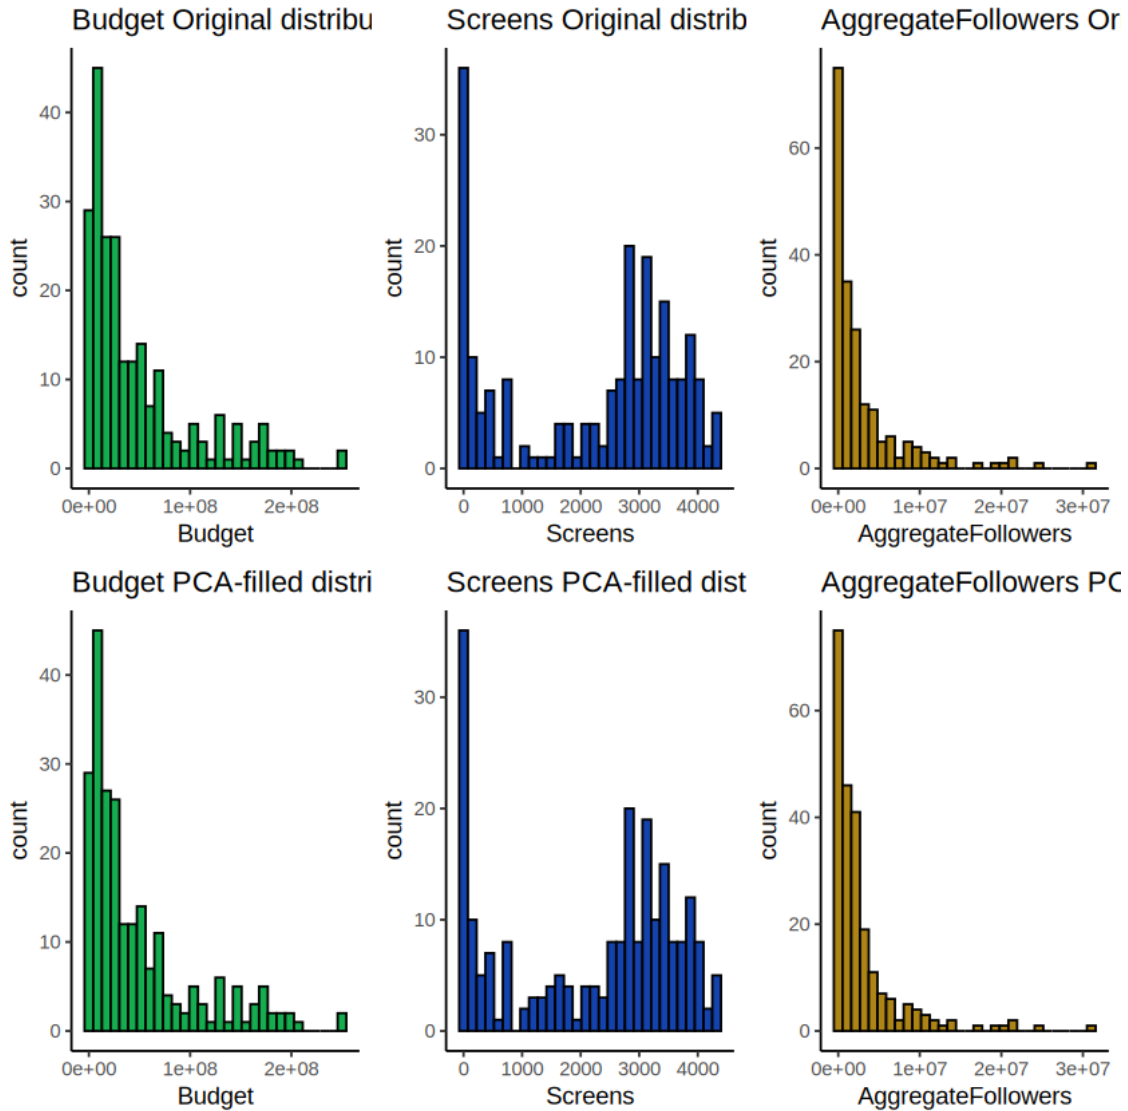 Budget Original distribu
count
40
30
20
10
0
0e+00 1e+08 2e+08
Budget
Screens Original distrib
count
30
20
10
0
0 1000 2000 3000 4000
Screens
AggregateFollowers Or
count
60
40
20
0
0e+00 1e+07 2e+07 3e+07
AggregateFollowers
Budget PCA-filled distri
count
40
30
20
10
0
0e+00 1e+08 2e+08
Budget
Screens PCA-filled dist
count
30
20
10
0
0 1000 2000 3000 4000
Screens
AggregateFollowers PC
count
60
40
20
0
0e+00 1e+07 2e+07 3e+07
AggregateFollowers